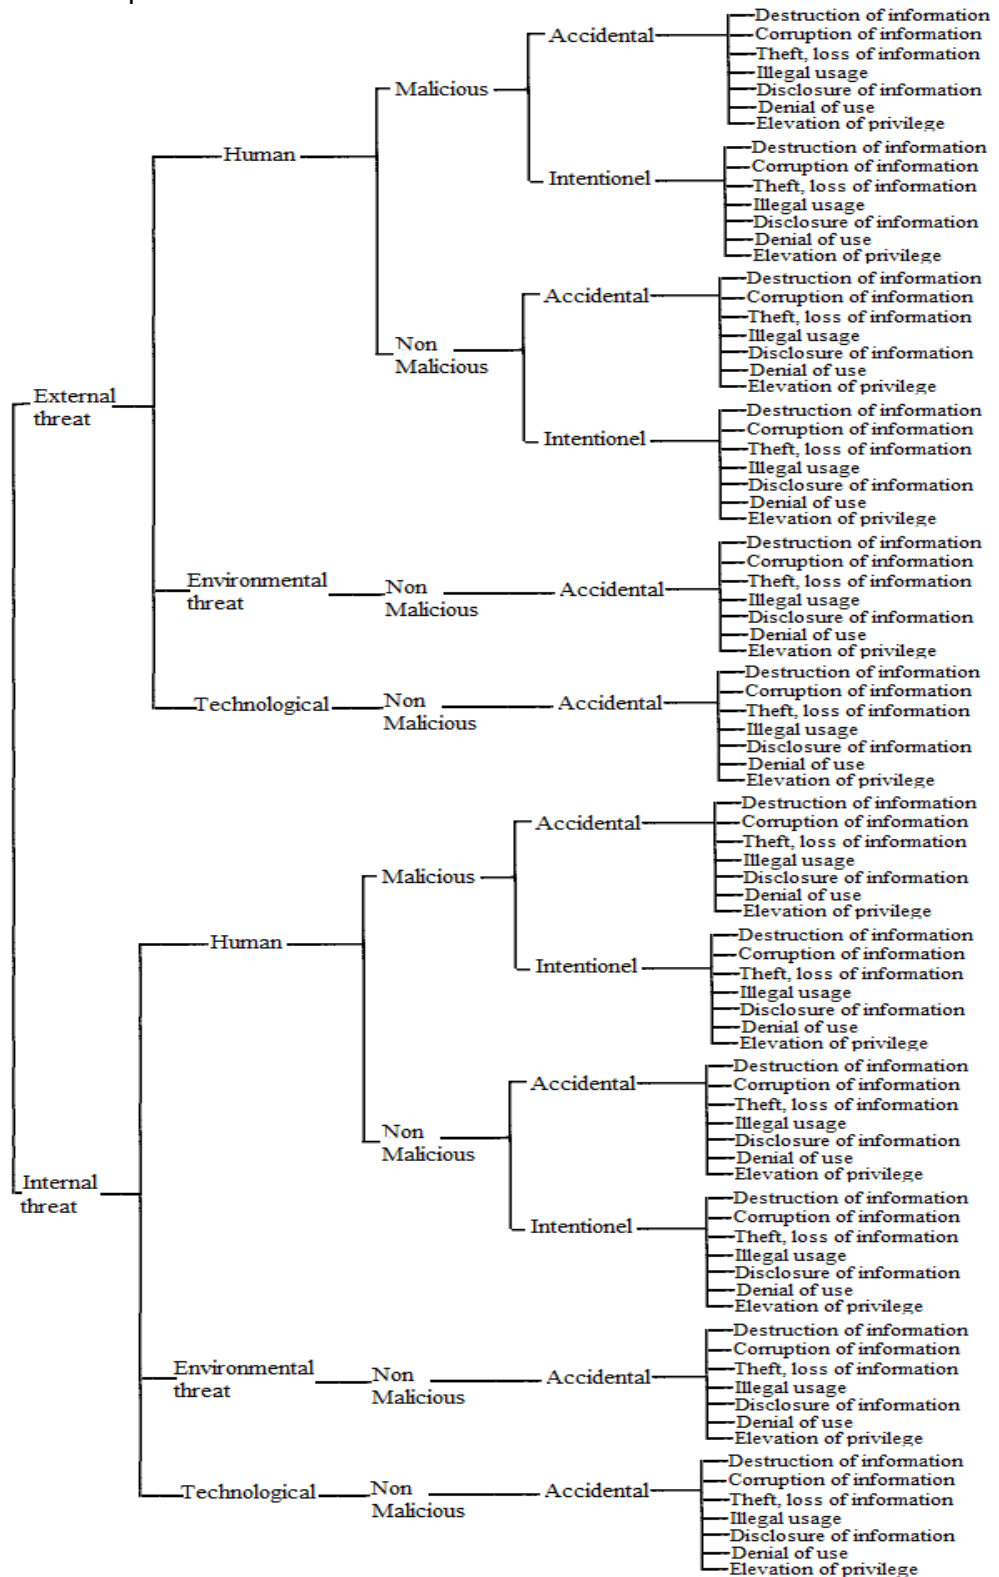 Destruction of information
Accidental
Corruption of information
Theft, loss of information
Illegal usage
Malicious
Disclosure of information
Denial of use
Elevation of privilege
Human
Destruction of information
Corruption of information
Intentionel
Theft, loss of information
Illegal usage
Disclosure of information
Denial of use
Elevation of privilege
Destruction of information
Accidental
Corruption of information
Theft, loss of information
Illegal usage
Non
Malicious
Disclosure of information
Denial of use
Elevation of privilege
External
threat
Destruction of information
Corruption of information
Intentionel
Theft, loss of information
Illegal usage
Disclosure of information
Denial of use
Elevation of privilege
Destruction of information
Corruption of information
Environmental
threat
Non
Malicious
Accidental
Theft, loss of information
Illegal usage
Disclosure of information
Denial of use
Elevation of privilege
Destruction of information
Corruption of information
Technological
Non
Malicious
Accidental
Theft, loss of information
Illegal usage
Disclosure of information
Denial of use
Elevation of privilege
Destruction of information
Accidental
Corruption of information
Theft, loss of information
Illegal usage
Malicious
Disclosure of information
Denial of use
Elevation of privilege
Human
Destruction of information
Corruption of information
Intentionel
Theft, loss of information
Illegal usage
Disclosure of information
Denial of use
Elevation of privilege
Destruction of information
Accidental
Corruption of information
Theft, loss of information
Illegal usage
Non
Malicious
Disclosure of information
Denial of use
Elevation of privilege
Internal
threat
Destruction of information
Corruption of information
Intentionel
Theft, loss of information
Illegal usage
Disclosure of information
Denial of use
Elevation of privilege
Destruction of information
Corruption of information
Environmental
threat
Non
Malicious
Accidental
Theft, loss of information
Illegal usage
Disclosure of information
Denial of use
Elevation of privilege
Destruction of information
Corruption of information
Technological
Non
Malicious
Accidental
Theft, loss of information
Illegal usage
Disclosure of information
Denial of use
Elevation of privilege